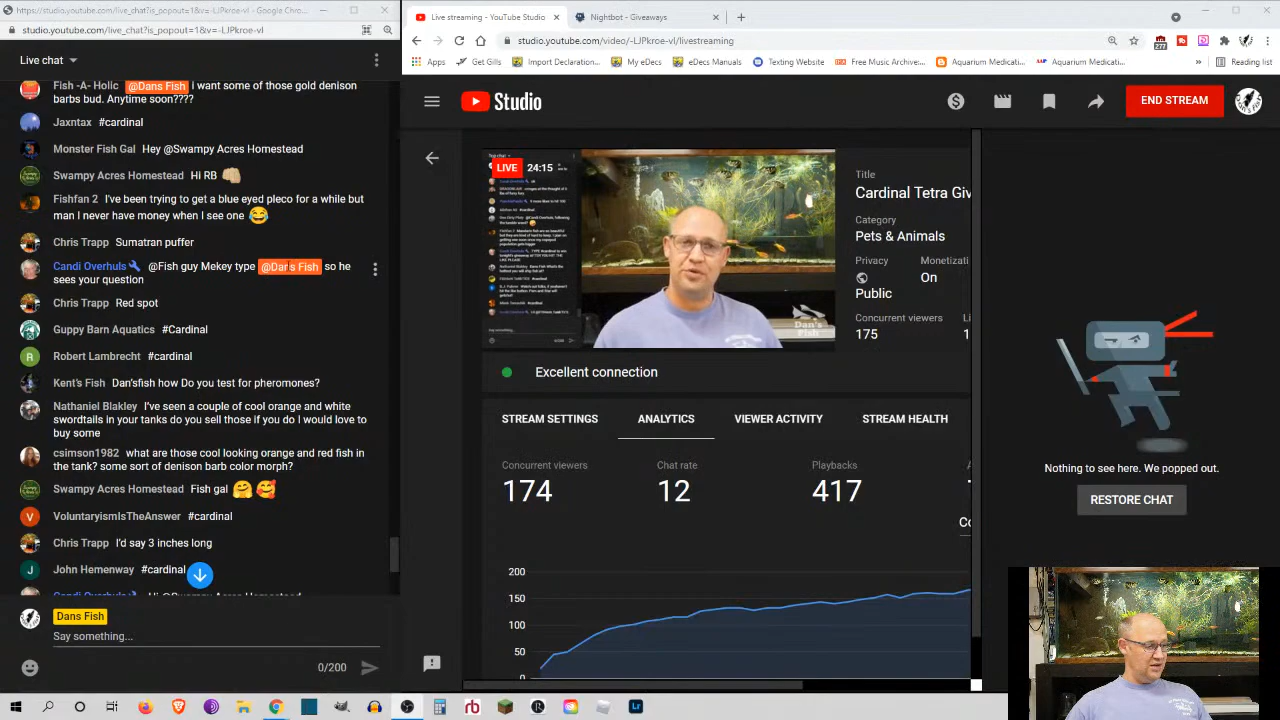 https://www.youtube.com/live_chat?is_popout=1&v=-LJPkroe-vl - Google Chro...
youtube.com/live_chat?is_popout=1&v=-LJPkroe-vl
Live chat
Fish -A- Holic @Dans Fish I want some of those gold denison
barbs bud. Anytime soon????
Jaxntax #cardinal
Monster Fish Gal Hey @Swampy Acres Homestead
Swampy Acres Homestead HI RB
I've been trying to get a blue eyed pleco for a while but
man I never have money when I see one
Chris Trapp Sumatran puffer
Candi Overhuls @Fish guy Mekey type @Dans Fish so he
sees your question
Chris Trapp Red spot
Guppy Barn Aquatics #Cardinal
Robert Lambrecht #cardinal
Kent's Fish Dan'sfish how Do you test for pheromones?
Nathaniel Blakley I've seen a couple of cool orange and white
swordtails in your tanks do you sell those if you do I would love to
buy some
csimson1982 what are those cool looking orange and red fish in
the tank? some sort of denison barb color morph?
Swampy Acres Homestead Fish gal
VoluntaryismIsTheAnswer #cardinal
Chris Trapp I'd say 3 inches long
John Hemenway #cardinal
Candi Overhuls Hi @Swampy Acres Homestead
Dans Fish
Say something...
0/200
Live streaming - YouTube Studio
Nightbot - Giveaways
studio.youtube.com/video/-LJPkroe-vl/livestreaming
277
Apps
Get Gills
Import Declaration...
My eDecs
eDecs Manuals
Texting Website
Free Music Archive...
Aquarium Medicati...
Aquarium Medicati...
»
Reading list
Studio
END STREAM
LIVE 24:15
Dan's
Fish
Title
Cardinal Tetra Giv
Category
Pets & Animals
Privacy
Monetizati
Public
On
Concurrent viewers
175
Excellent connection
STREAM SETTINGS
ANALYTICS
VIEWER ACTIVITY
STREAM HEALTH
Concurrent viewers
174
Chat rate
12
Playbacks
417
Co
200
150
100
50
0
Nothing to see here. We popped out.
RESTORE CHAT